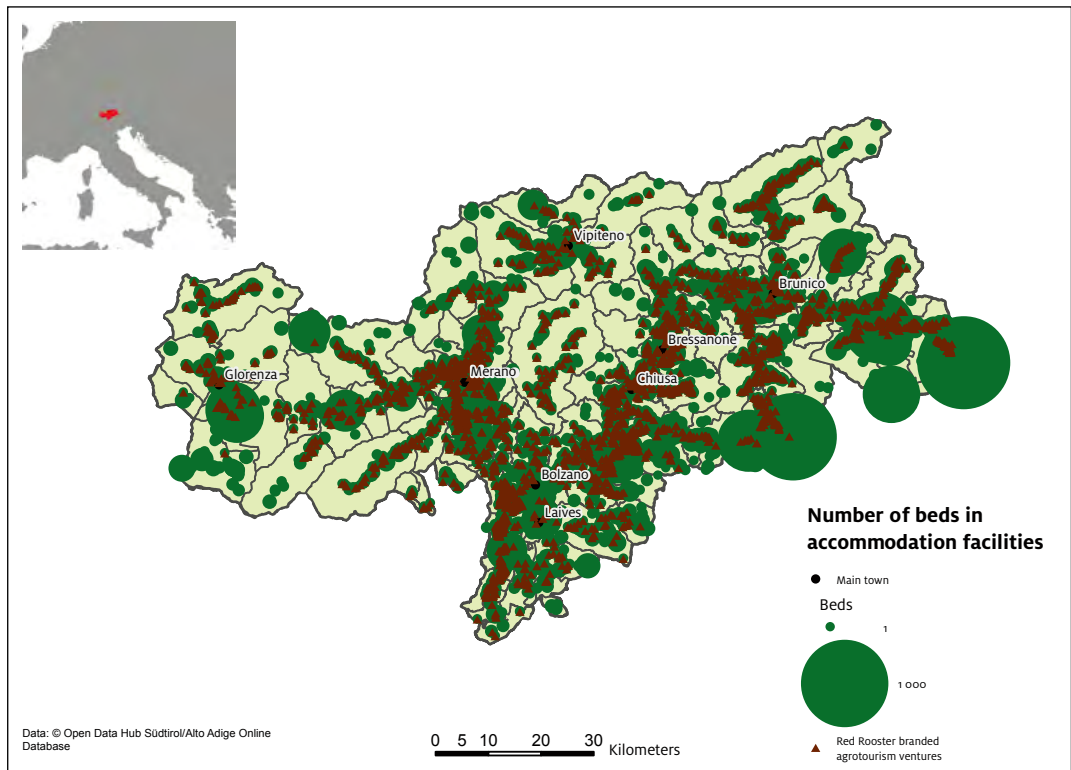 Vipiteno
Brunico
Bressanone
Glorenza
Merano
Chiusa
Bolzano
Laives
Number of beds in
accommodation facilities
Main town
Beds
1
1 000
Red Rooster branded
agrotourism ventures
Data: © Open Data Hub Südtirol/Alto Adige Online
Database
0 5 10 20 30
Kilometers